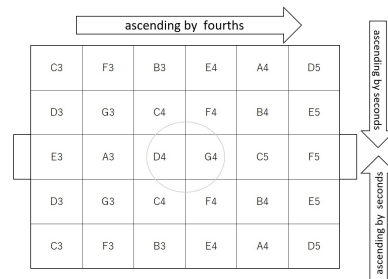 ascending by fourths
C3 F3 B3 E4 A4 D5
D3 G3 C4 F4 B4 E5
E3 A3 D4 G4 C5 F5
D3 G3 C4 F4 B4 E5
C3 F3 B3 E4 A4 D5
ascending by seconds
ascending by seconds